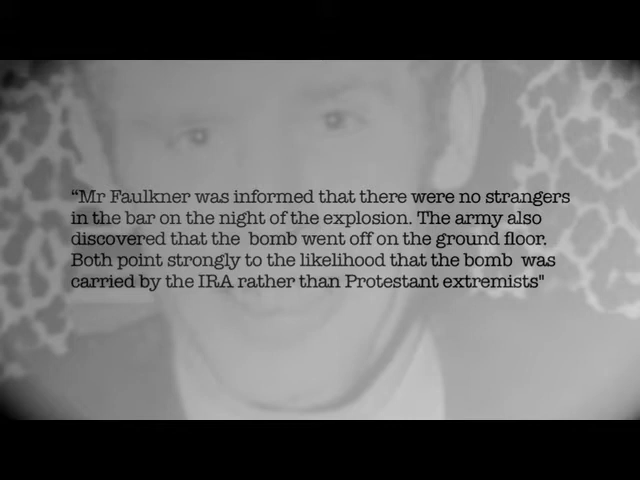 “Mr Faulkner was informed that there were no strangers
in the bar on the night of the explosion. The army also
discovered that the  bomb went off on the ground floor.
Both point strongly to the likelihood that the bomb  was
carried by the IRA rather than Protestant extremists"